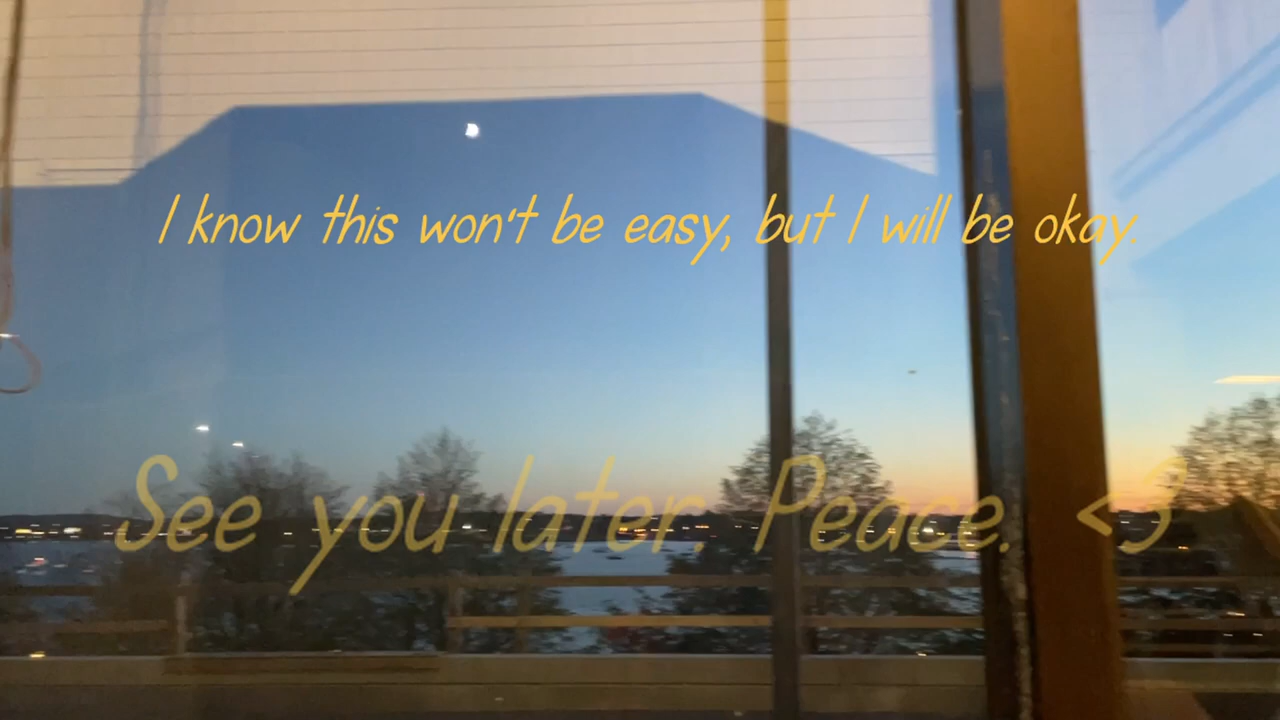 I know this won't be easy, but I will be okay.
See you later. Peace. <3